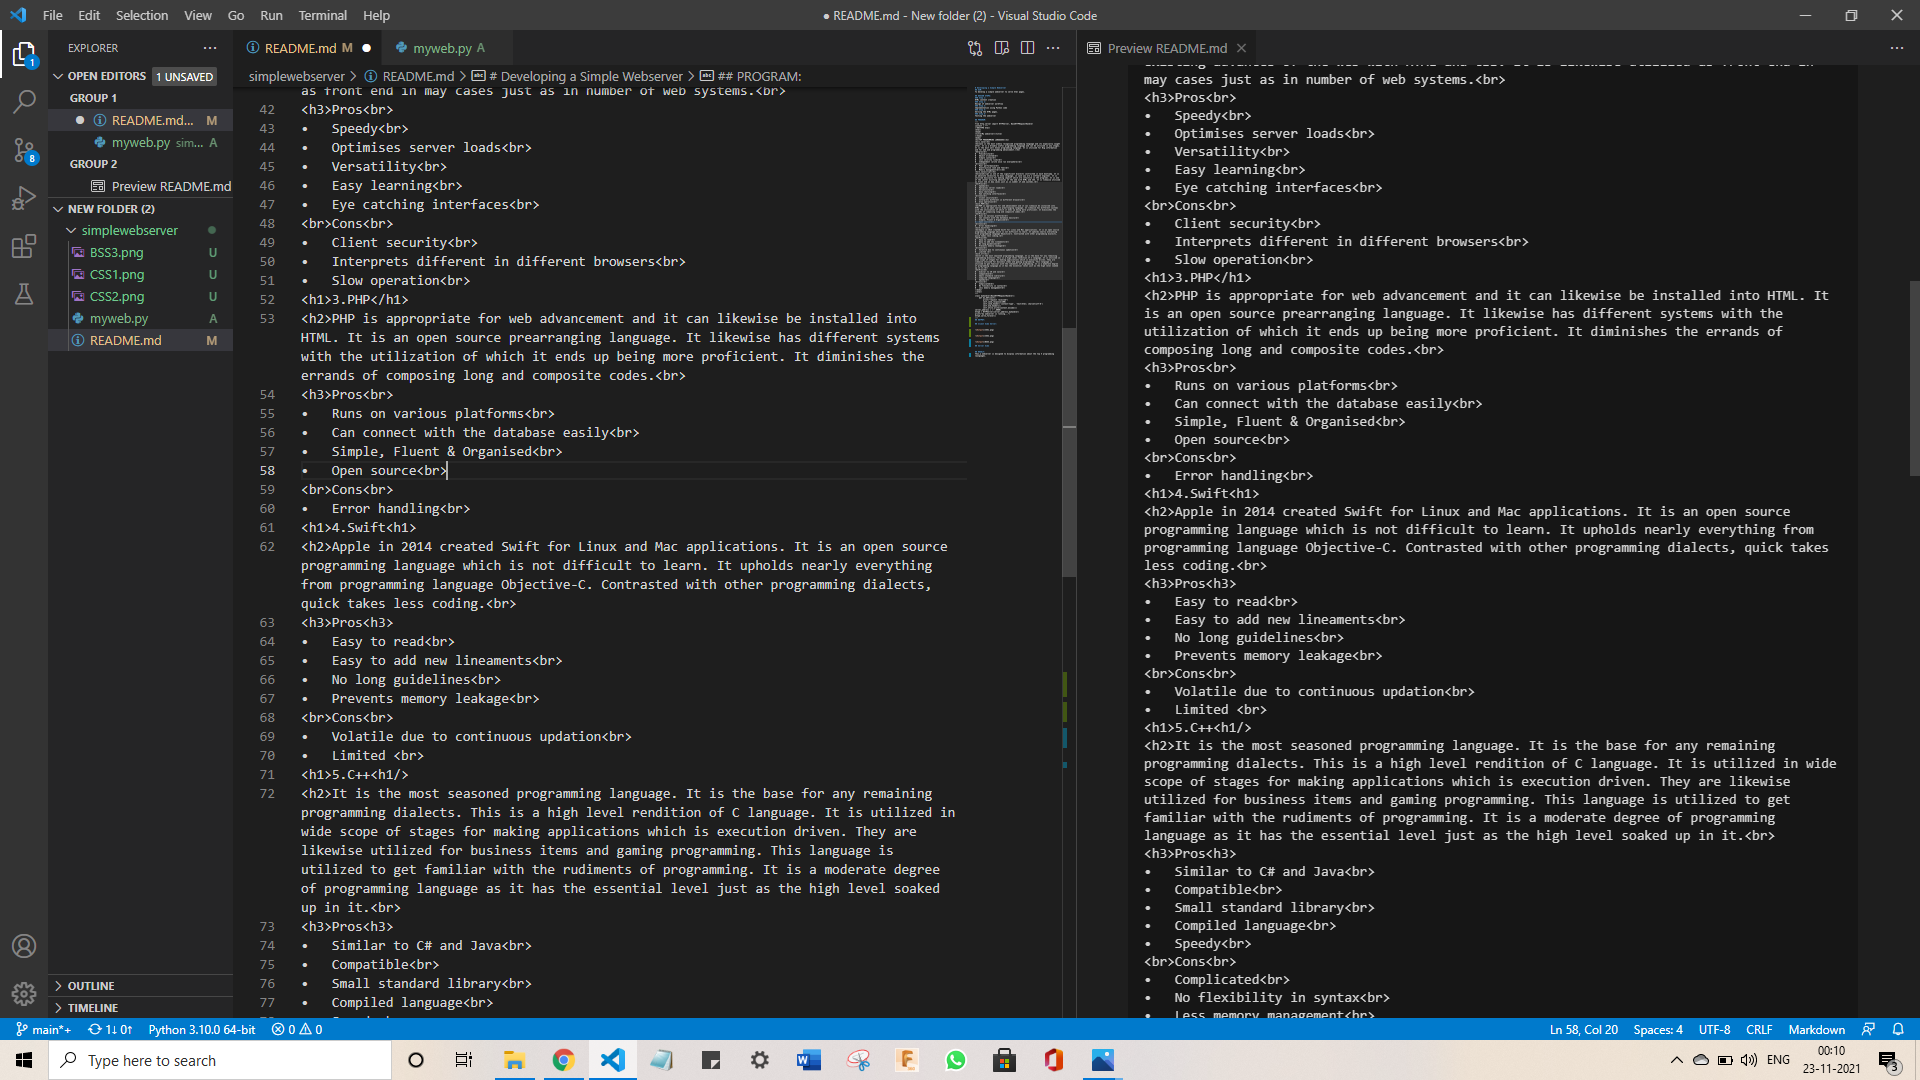 File Edit Selection View Go Run Terminal Help
● README.md - New folder (2) - Visual Studio Code
EXPLORER
OPEN EDITORS 1 UNSAVED
GROUP 1
README.md... M
myweb.py sim... A
GROUP 2
Preview README.md
NEW FOLDER (2)
simplewebserver
BSS3.png U
CSS1.png U
CSS2.png U
myweb.py A
README.md M
OUTLINE
TIMELINE
README.md M
myweb.py A
simplewebserver > README.md > # Developing a Simple Webserver > ## PROGRAM:
as front end in may cases just as in number of web systems.<br>
42 <h3>Pros<br>
43 • Speedy<br>
44 • Optimises server loads<br>
45 • Versatility<br>
46 • Easy learning<br>
47 • Eye catching interfaces<br>
48 <br>Cons<br>
49 • Client security<br>
50 • Interprets different in different browsers<br>
51 • Slow operation<br>
52 <h1>3.PHP</h1>
53 <h2>PHP is appropriate for web advancement and it can likewise be installed into
HTML. It is an open source prearranging language. It likewise has different systems
with the utilization of which it ends up being more proficient. It diminishes the
errands of composing long and composite codes.<br>
54 <h3>Pros<br>
55 • Runs on various platforms<br>
56 • Can connect with the database easily<br>
57 • Simple, Fluent & Organised<br>
58 • Open source<br>
59 <br>Cons<br>
60 • Error handling<br>
61 <h1>4.Swift<h1>
62 <h2>Apple in 2014 created Swift for Linux and Mac applications. It is an open source
programming language which is not difficult to learn. It upholds nearly everything
from programming language Objective-C. Contrasted with other programming dialects,
quick takes less coding.<br>
63 <h3>Pros<h3>
64 • Easy to read<br>
65 • Easy to add new lineaments<br>
66 • No long guidelines<br>
67 • Prevents memory leakage<br>
68 <br>Cons<br>
69 • Volatile due to continuous updation<br>
70 • Limited <br>
71 <h1>5.C++<h1/>
72 <h2>It is the most seasoned programming language. It is the base for any remaining
programming dialects. This is a high level rendition of C language. It is utilized in
wide scope of stages for making applications which is execution driven. They are
likewise utilized for business items and gaming programming. This language is
utilized to get familiar with the rudiments of programming. It is a moderate degree
of programming language as it has the essential level just as the high level soaked
up in it.<br>
73 <h3>Pros<h3>
74 • Similar to C# and Java<br>
75 • Compatible<br>
76 • Small standard library<br>
77 • Compiled language<br>
Preview README.md
may cases just as in number of web systems.<br>
<h3>Pros<br>
• Speedy<br>
• Optimises server loads<br>
• Versatility<br>
• Easy learning<br>
• Eye catching interfaces<br>
<br>Cons<br>
• Client security<br>
• Interprets different in different browsers<br>
• Slow operation<br>
<h1>3.PHP</h1>
<h2>PHP is appropriate for web advancement and it can likewise be installed into HTML. It
is an open source prearranging language. It likewise has different systems with the
utilization of which it ends up being more proficient. It diminishes the errands of
composing long and composite codes.<br>
<h3>Pros<br>
• Runs on various platforms<br>
• Can connect with the database easily<br>
• Simple, Fluent & Organised<br>
• Open source<br>
<br>Cons<br>
• Error handling<br>
<h1>4.Swift<h1>
<h2>Apple in 2014 created Swift for Linux and Mac applications. It is an open source
programming language which is not difficult to learn. It upholds nearly everything from
programming language Objective-C. Contrasted with other programming dialects, quick takes
less coding.<br>
<h3>Pros<h3>
• Easy to read<br>
• Easy to add new lineaments<br>
• No long guidelines<br>
• Prevents memory leakage<br>
<br>Cons<br>
• Volatile due to continuous updation<br>
• Limited <br>
<h1>5.C++<h1/>
<h2>It is the most seasoned programming language. It is the base for any remaining
programming dialects. This is a high level rendition of C language. It is utilized in wide
scope of stages for making applications which is execution driven. They are likewise
utilized for business items and gaming programming. This language is utilized to get
familiar with the rudiments of programming. It is a moderate degree of programming
language as it has the essential level just as the high level soaked up in it.<br>
<h3>Pros<h3>
• Similar to C# and Java<br>
• Compatible<br>
• Small standard library<br>
• Compiled language<br>
• Speedy<br>
<br>Cons<br>
• Complicated<br>
• No flexibility in syntax<br>
• Less memory management<br>
main*+ 1↓ 0↑ Python 3.10.0 64-bit 0 0
Ln 58, Col 20 Spaces: 4 UTF-8 CRLF Markdown
Type here to search
ENG
00:10
23-11-2021
3